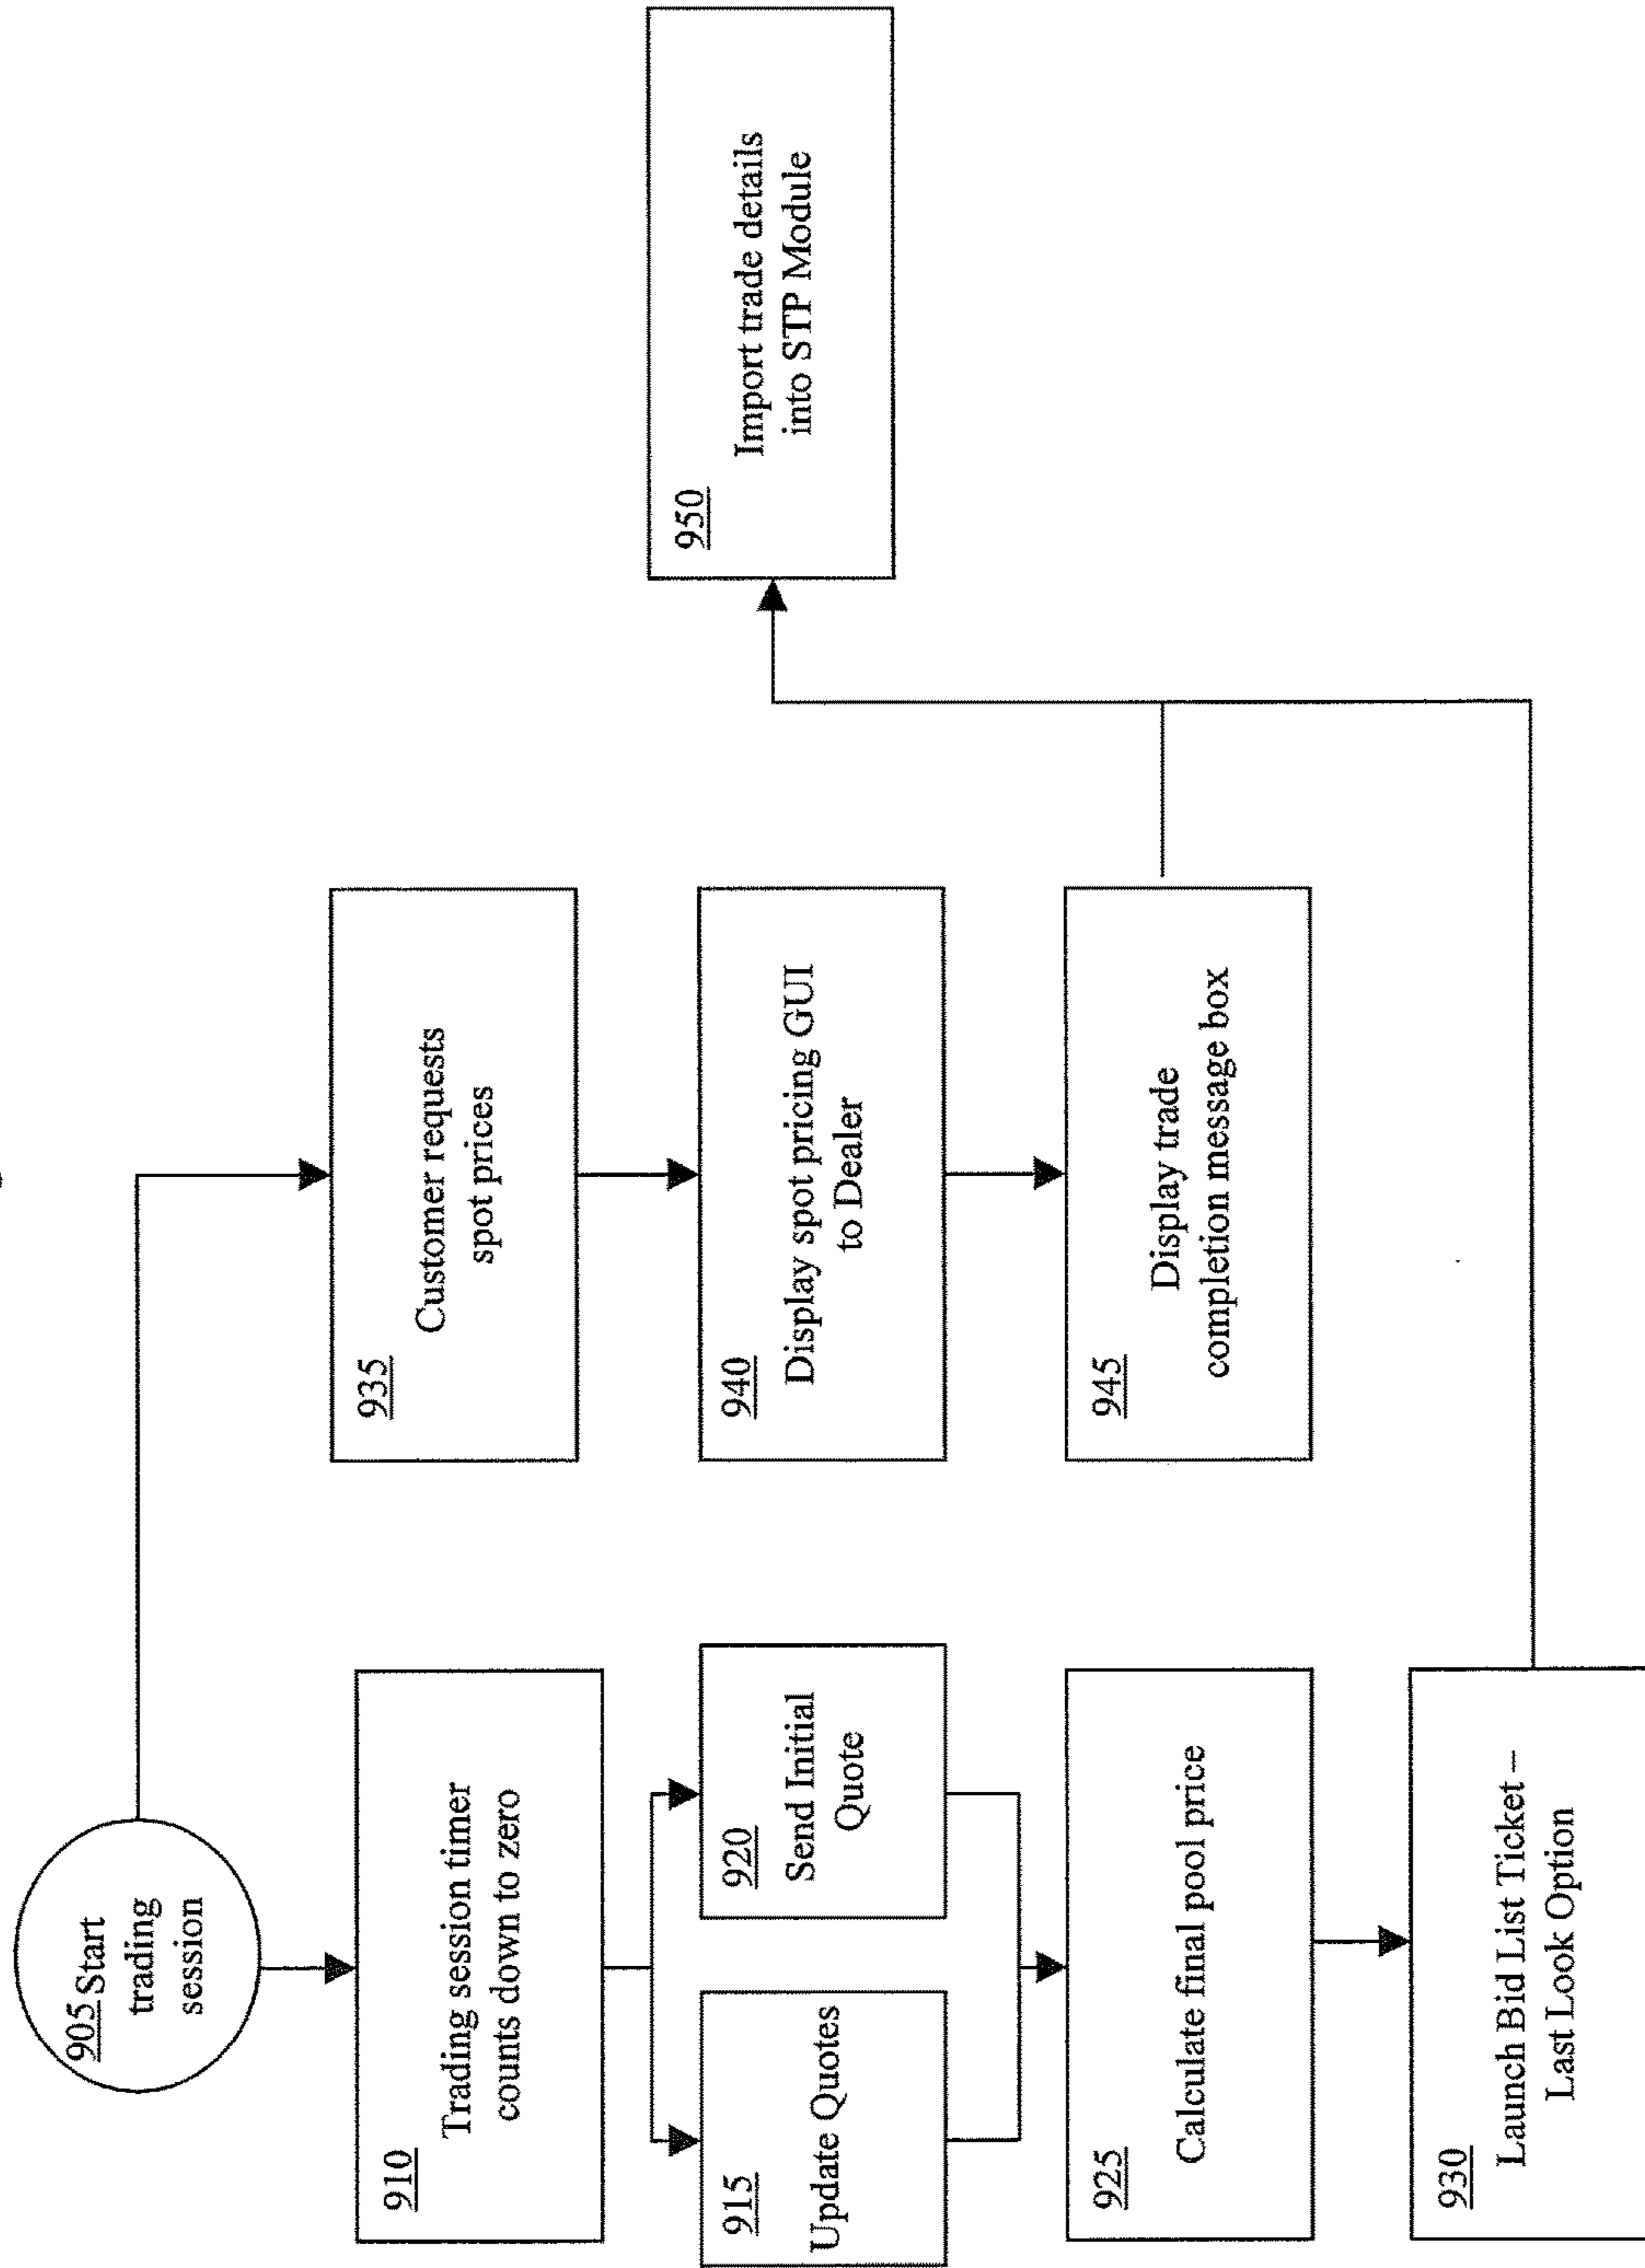 905 Start
trading
session
910
Trading session timer
counts down to zero
915
Update Quotes
920
Send Initial
Quote
925
Calculate final pool price
930
Launch Bid List Ticket –
Last Look Option
935
Customer requests
spot prices
940
Display spot pricing GUI
to Dealer
945
Display trade
completion message box
950
Import trade details
into STP Module